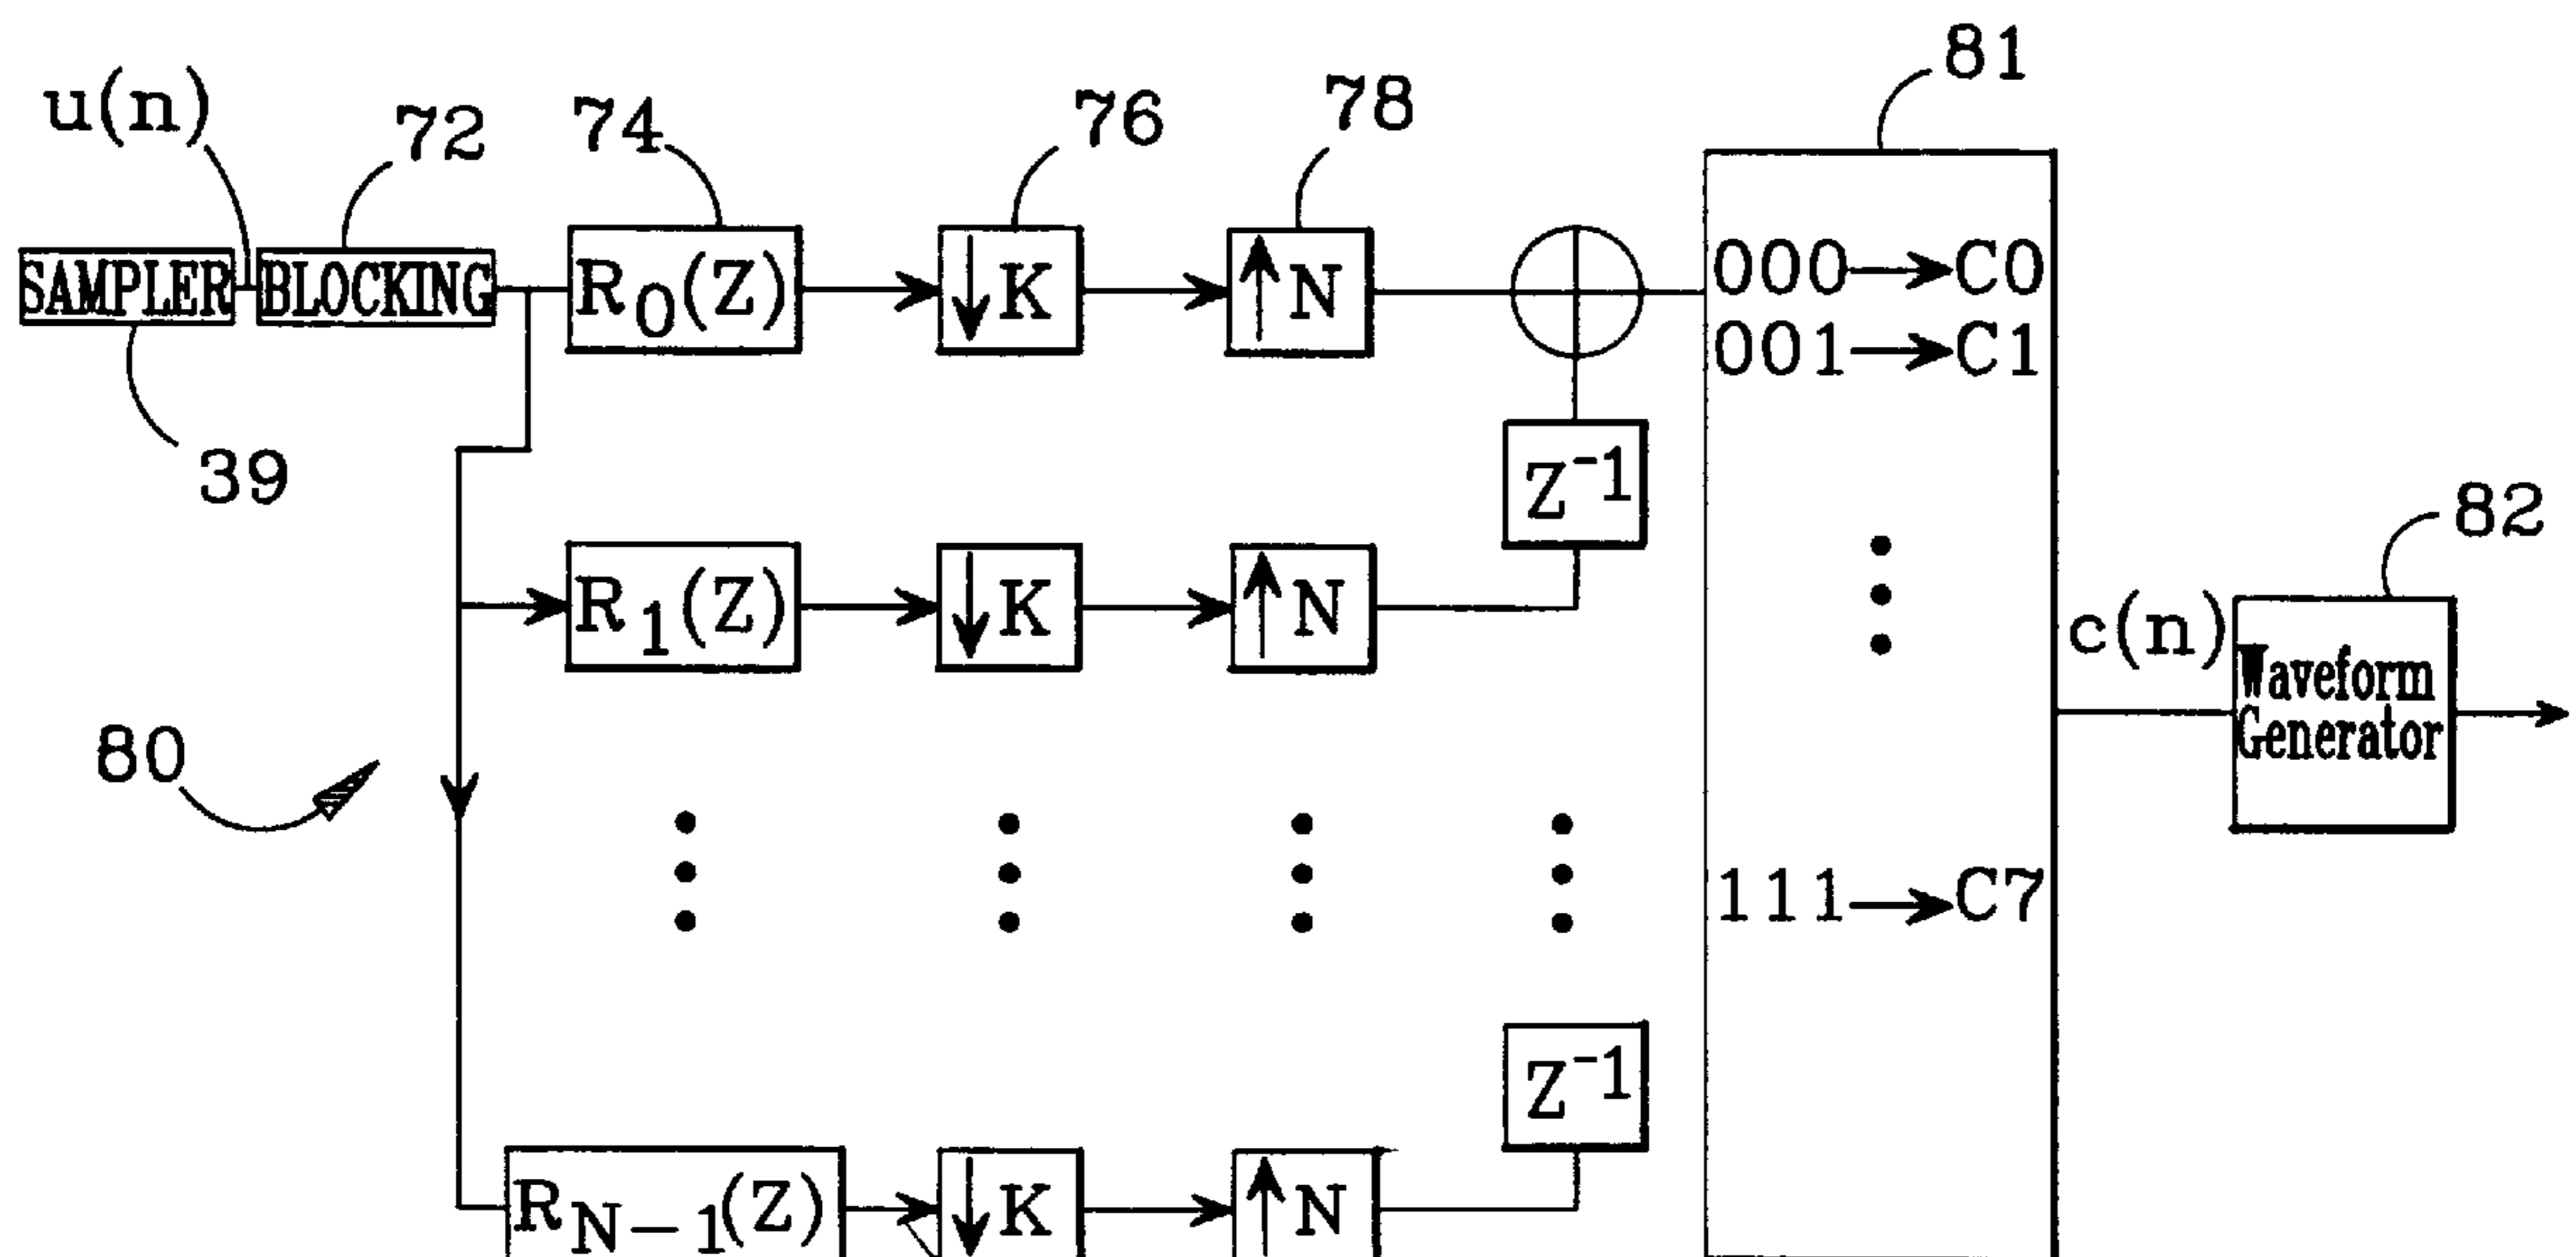 81
u(n) 72 74 76 78
SAMPLER BLOCKING R0(Z) ↓K ↑N 000→C0
001→C1
39 Z⁻¹ 82
R1(Z) ↓K ↑N c(n) Waveform
Generator
80
111→C7
Z⁻¹
RN-1(Z) ↓K ↑N